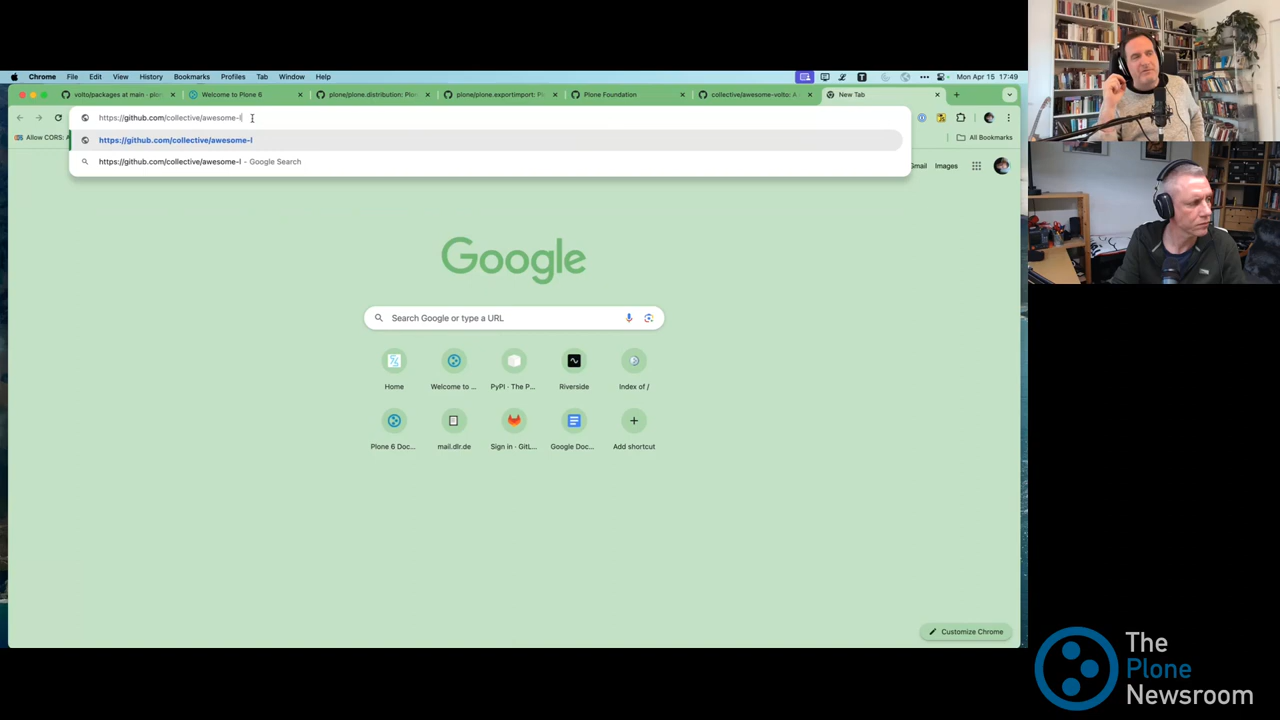 Chrome File Edit View History Bookmarks Profiles Tab Window Help
Mon Apr 15 17:49
volto/packages at main · plon
Welcome to Plone 6
plone/plone.distribution: Plon
plone/plone.exportimport: Pl
Plone Foundation
collective/awesome-volto: A
New Tab
https://github.com/collective/awesome-l
Allow CORS: A
All Bookmarks
https://github.com/collective/awesome-l
https://github.com/collective/awesome-l - Google Search
Gmail Images
Google
Search Google or type a URL
Home
Welcome to ...
PyPI · The P...
Riverside
Index of /
Plone 6 Doc...
mail.dlr.de
Sign in · GitL...
Google Doc...
Add shortcut
Customize Chrome
The
Plone
Newsroom